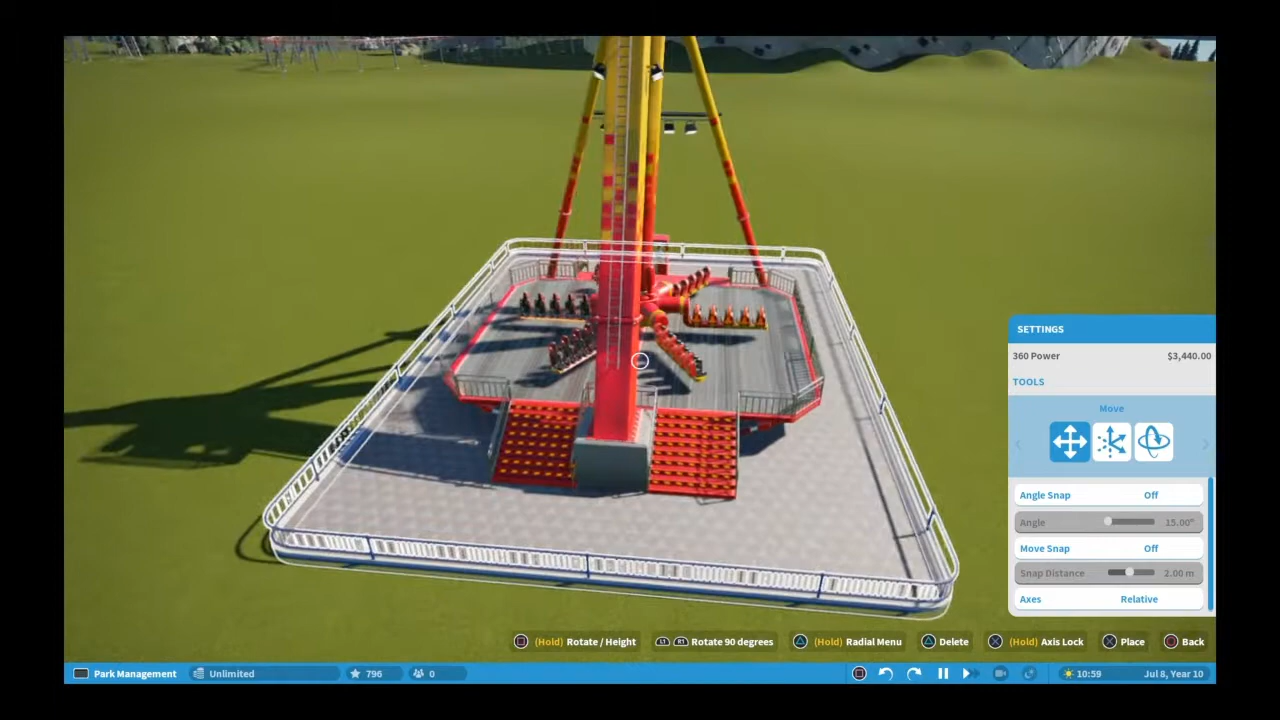 SETTINGS
360 Power $3,440.00
TOOLS
Move
Angle Snap Off
Angle 15.00°
Move Snap Off
Snap Distance 2.00 m
Axes Relative
(Hold) Rotate / Height L1 R1 Rotate 90 degrees (Hold) Radial Menu Delete (Hold) Axis Lock Place Back
Park Management Unlimited 796 0 10:59 Jul 8, Year 10